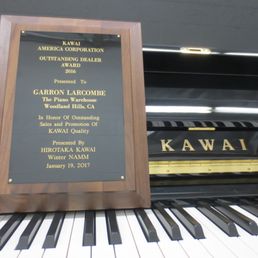 KAWAI
AMERICA CORPORATION
OUTSTANDING DEALER
AWARD
2016
Presented To
GARRON LARCOMBE
The Piano Warehouse
Woodland Hills, CA
In Honor Of Outstanding
Sales and Promotion Of
KAWAI Quality
Presented By
HIROTAKA KAWAI
Winter NAMM
January 19, 2017
KAWAI